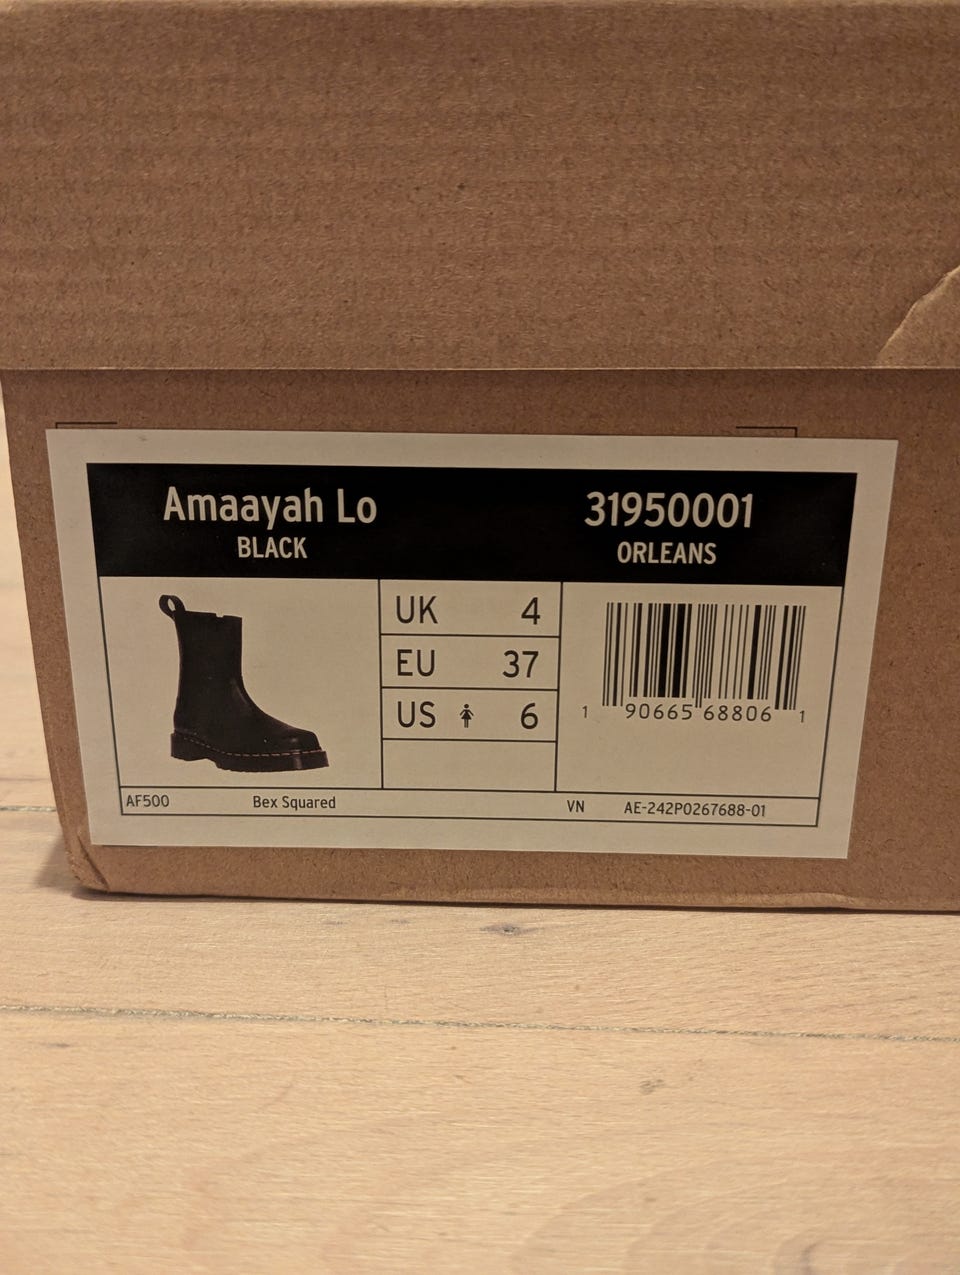 Amaayah Lo
BLACK
31950001
ORLEANS
UK 4
EU 37
US 6
1 90665 68806 1
AF500 Bex Squared VN AE-242P0267688-01